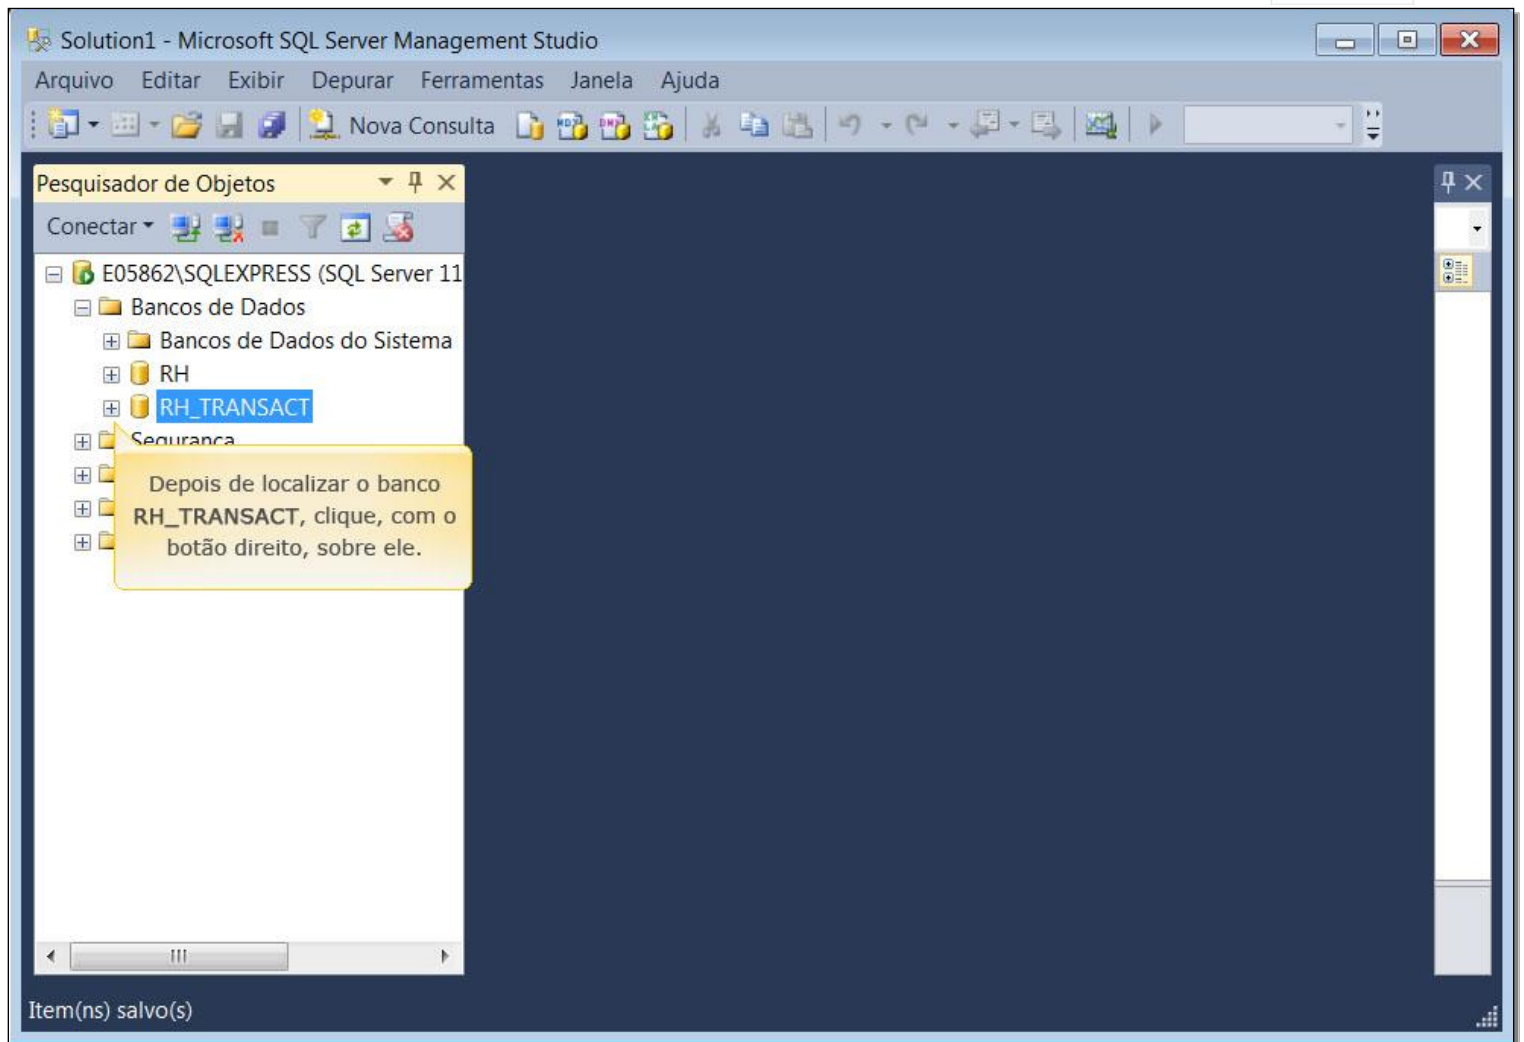 Solution1 - Microsoft SQL Server Management Studio
Arquivo Editar Exibir Depurar Ferramentas Janela Ajuda
Nova Consulta
Pesquisador de Objetos
Conectar
E05862\SQLEXPRESS (SQL Server 11
Bancos de Dados
Bancos de Dados do Sistema
RH
RH_TRANSACT
Segurança
Depois de localizar o banco
RH_TRANSACT, clique, com o
botão direito, sobre ele.
Item(ns) salvo(s)